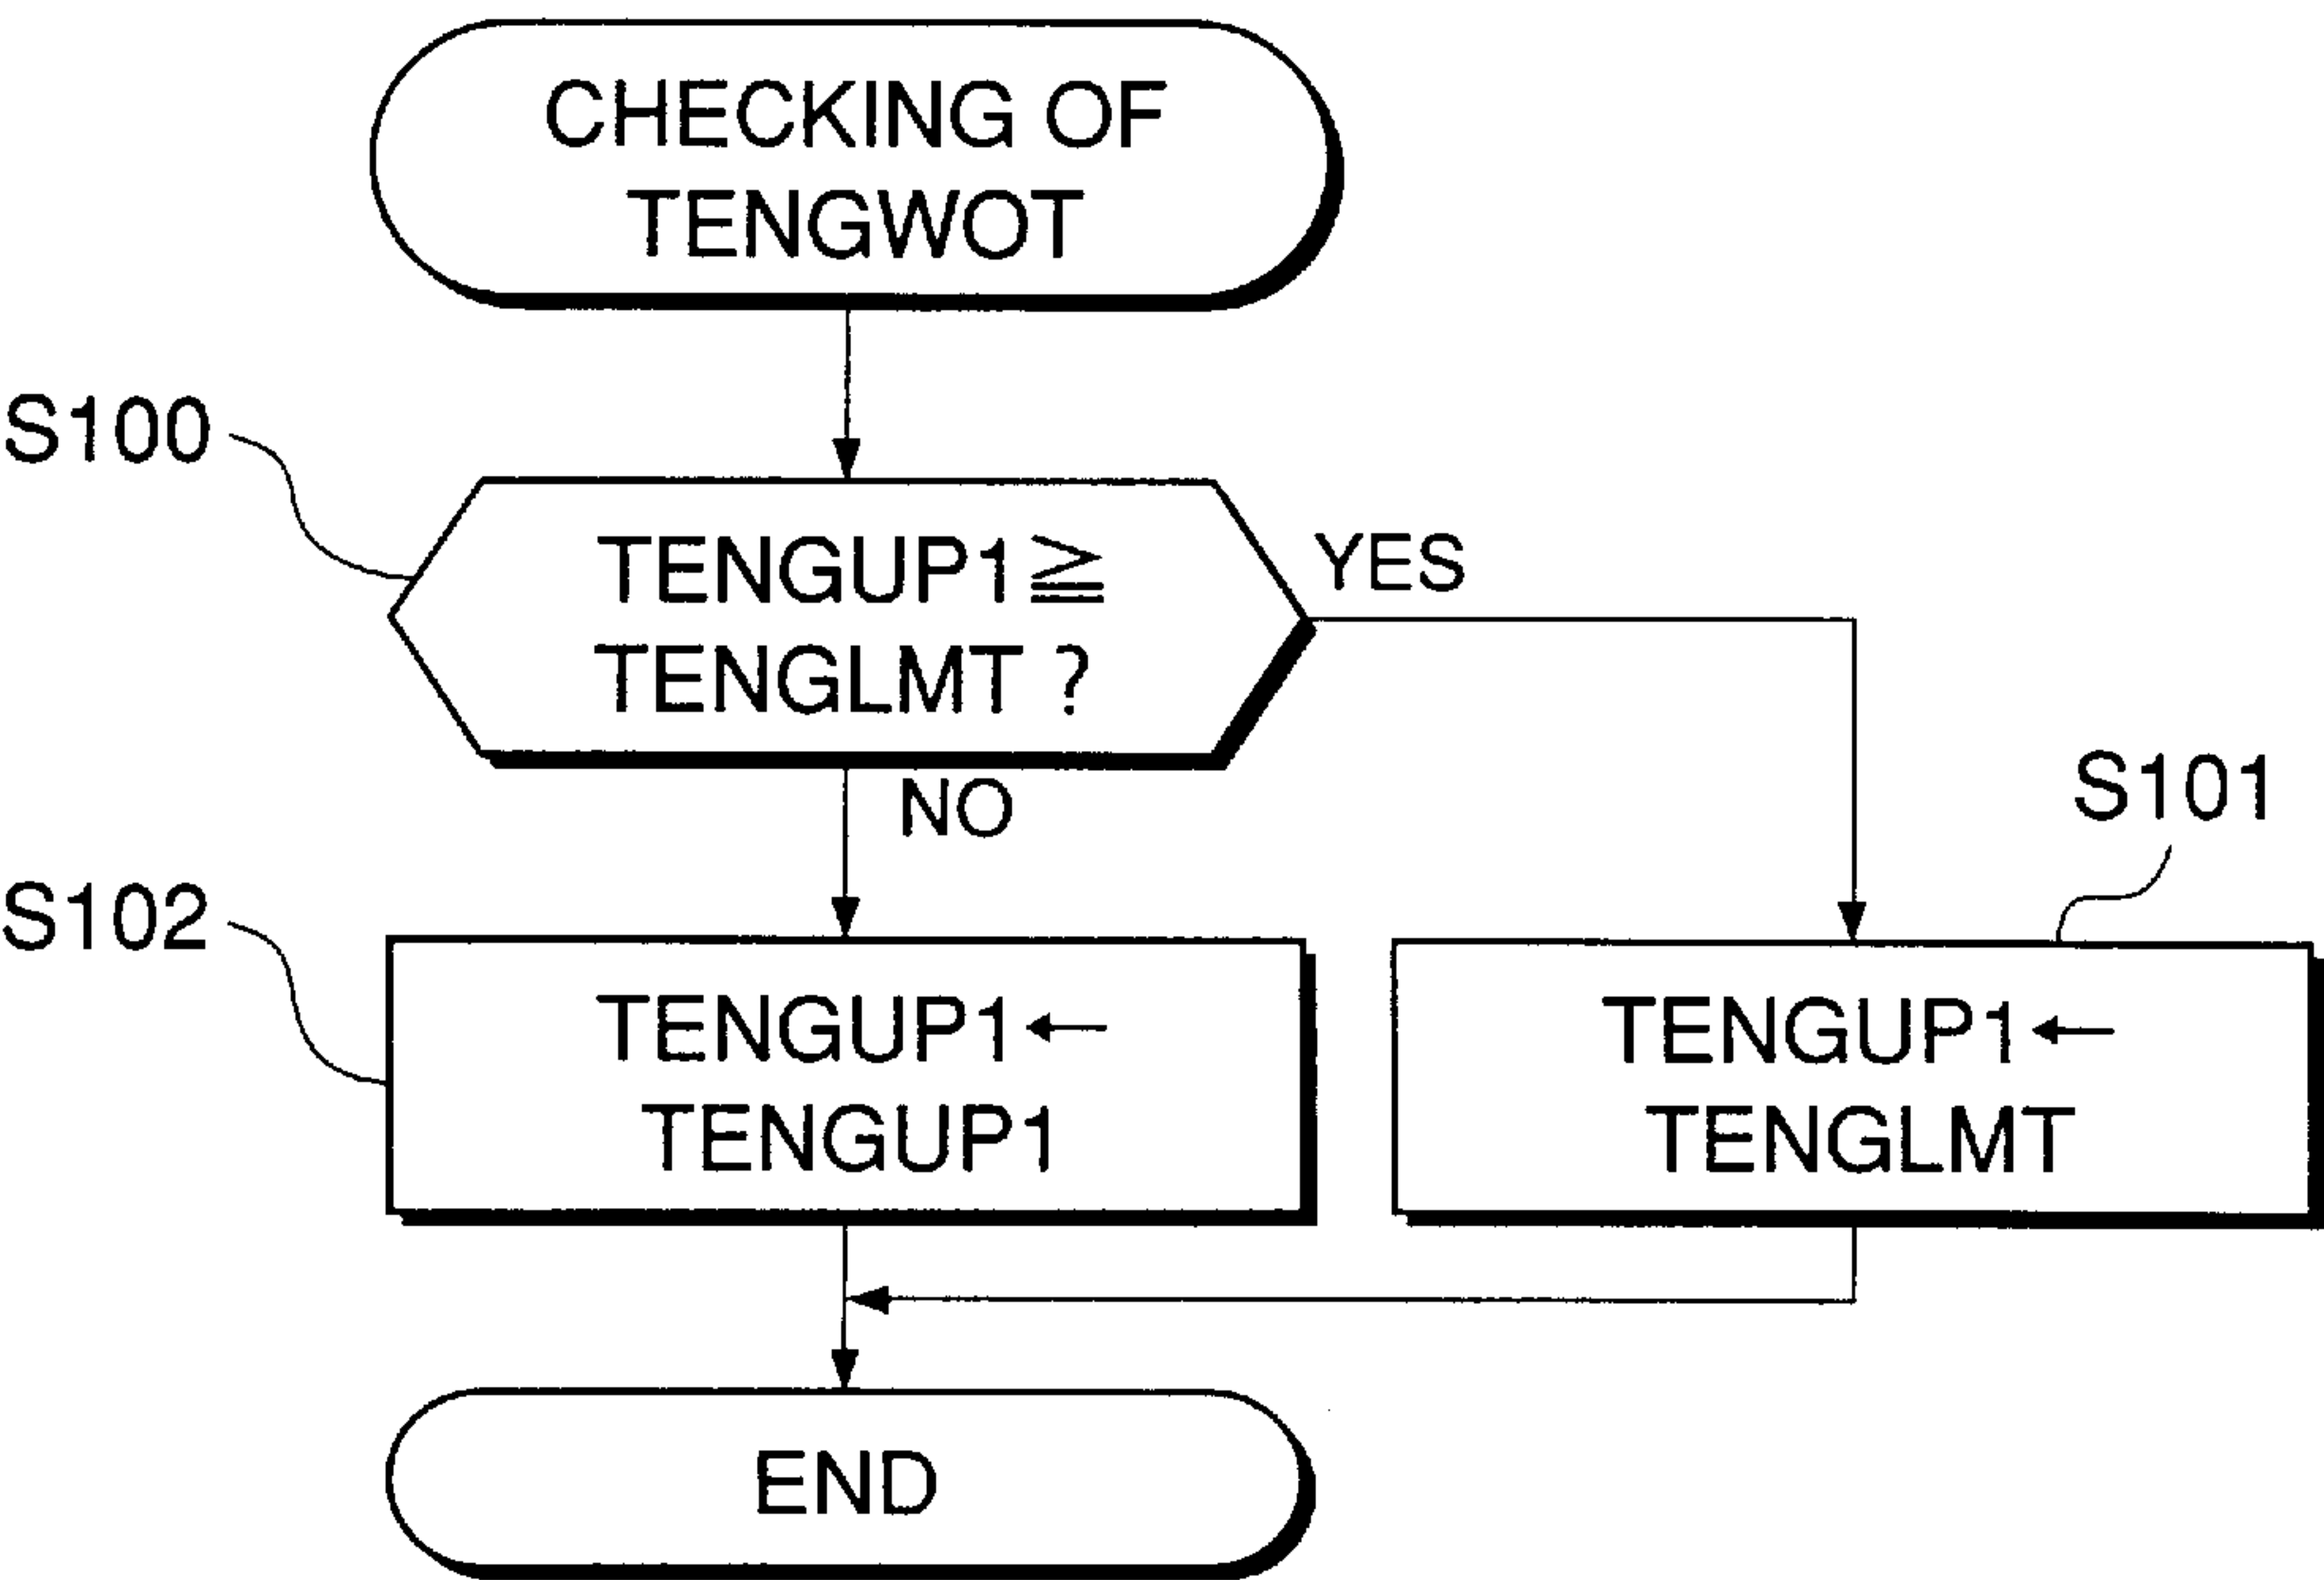 CHECKING OF
TENGWOT
S100
TENGUP1≧
TENGLMT ?
YES
NO
S101
S102
TENGUP1←
TENGUP1
TENGUP1←
TENGLMT
END